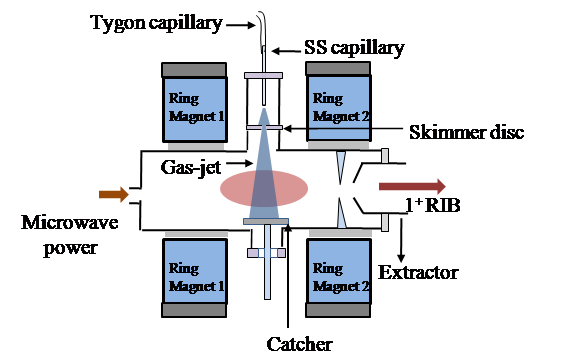 Tygon capillary
SS capillary
Ring
Magnet 1
Ring
Magnet 2
Skimmer disc
Gas-jet
1+ RIB
Microwave
power
Ring
Magnet 1
Ring
Magnet 2
Extractor
Catcher